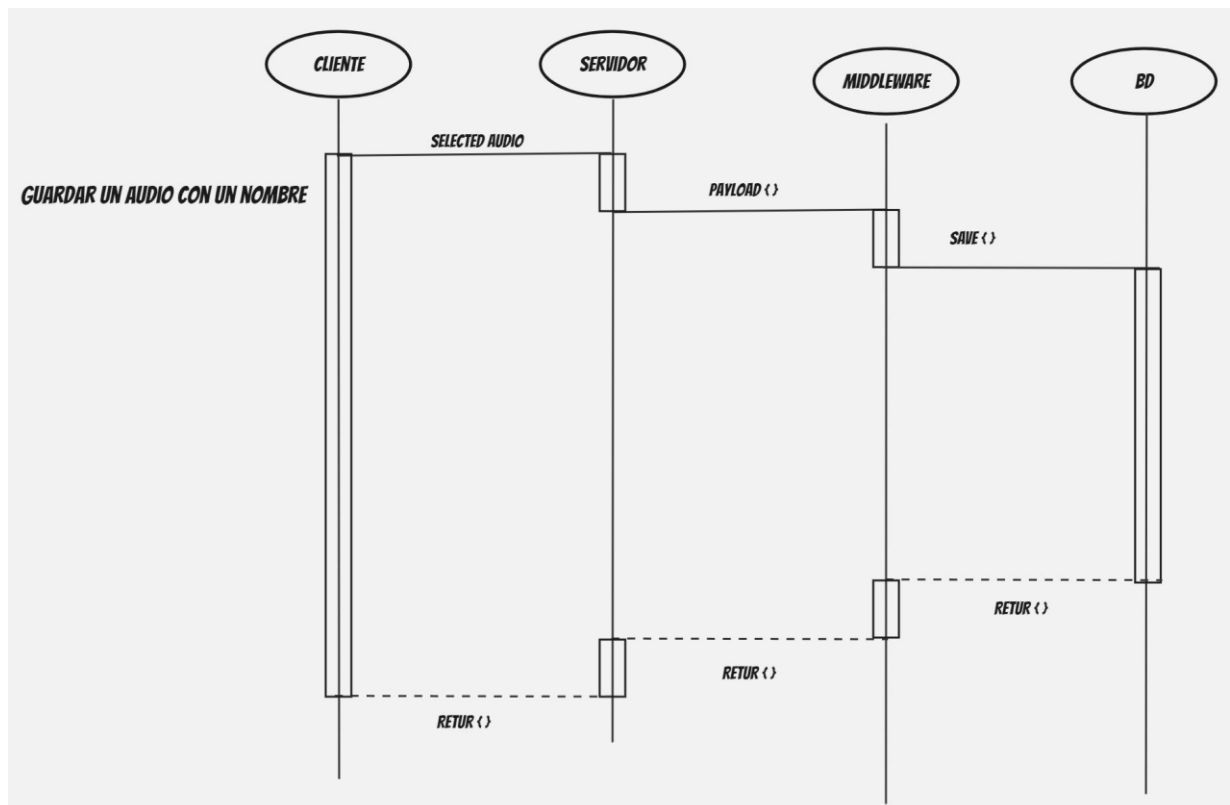 CLIENTE
SERVIDOR
MIDDLEWARE
BD
SELECTED AUDIO
GUARDAR UN AUDIO CON UN NOMBRE
PAYLOAD { }
SAVE { }
RETUR { }
RETUR { }
RETUR { }